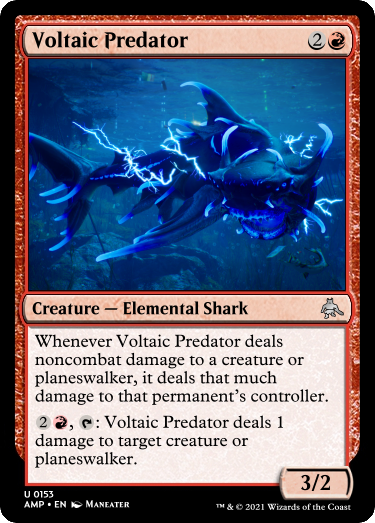 Voltaic Predator 2
Creature — Elemental Shark
Whenever Voltaic Predator deals
noncombat damage to a creature or
planeswalker, it deals that much
damage to that permanent's controller.
2 , : Voltaic Predator deals 1
damage to target creature or
planeswalker.
3/2
U 0153
AMP • EN Maneater
™ & © 2021 Wizards of the Coast